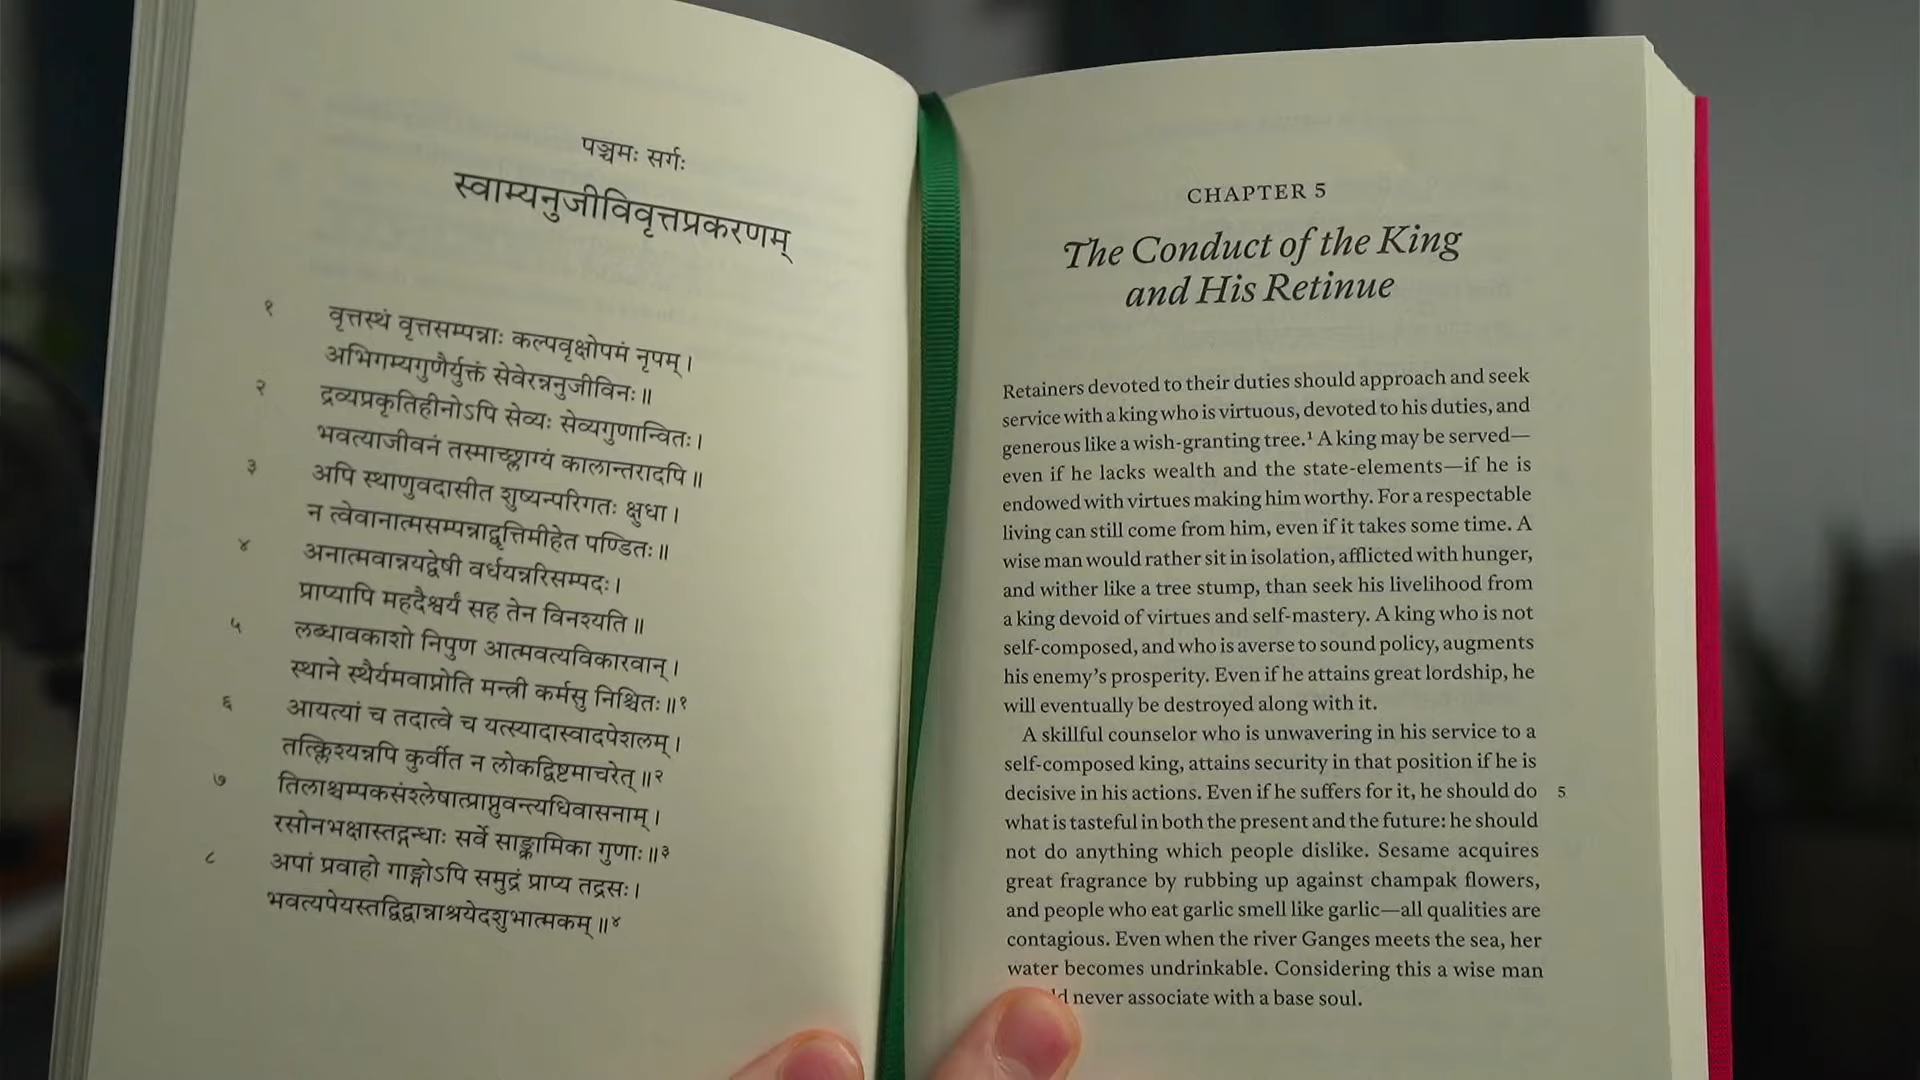 पञ्चमः सर्गः
स्वाम्यनुजीविवृत्तप्रकरणम्
१ वृत्तस्थं वृत्तसम्पन्नाः कल्पवृक्षोपमं नृपम् ।
अभिगम्यगुणैर्युक्तं सेवेरन्ननुजीविनः ॥
२ द्रव्यप्रकृतिहीनोऽपि सेव्यः सेव्यगुणान्वितः ।
भवत्याजीवनं तस्माच्छ्लाग्यं कालान्तरादपि ॥
३ अपि स्थाणुवदासीत शुष्यन्परिगतः क्षुधा ।
न त्वेवानात्मसम्पन्नाद्वृत्तिमीहेत पण्डितः ॥
४ अनात्मवान्नयद्वेषी वर्धयन्नरिसम्पदः ।
प्राप्यापि महदैश्वर्यं सह तेन विनश्यति ॥
५ लब्धावकाशो निपुण आत्मवत्यविकारवान् ।
स्थाने स्थैर्यमवाप्नोति मन्त्री कर्मसु निश्चितः ॥१
६ आयत्यां च तदात्वे च यत्स्यादास्वादपेशलम् ।
तत्क्लिश्यन्नपि कुर्वीत न लोकद्विष्टमाचरेत् ॥२
७ तिलाश्चम्पकसंश्लेषात्प्राप्नुवन्त्यधिवासनाम् ।
रसोनभक्षास्तद्गन्धाः सर्वे साङ्क्रामिका गुणाः ॥३
८ अपां प्रवाहो गाङ्गोऽपि समुद्रं प्राप्य तद्रसः ।
भवत्यपेयस्तद्विद्वान्नाश्रयेदशुभात्मकम् ॥४
CHAPTER 5
The Conduct of the King
and His Retinue
Retainers devoted to their duties should approach and seek
service with a king who is virtuous, devoted to his duties, and
generous like a wish-granting tree.¹ A king may be served—
even if he lacks wealth and the state-elements—if he is
endowed with virtues making him worthy. For a respectable
living can still come from him, even if it takes some time. A
wise man would rather sit in isolation, afflicted with hunger,
and wither like a tree stump, than seek his livelihood from
a king devoid of virtues and self-mastery. A king who is not
self-composed, and who is averse to sound policy, augments
his enemy’s prosperity. Even if he attains great lordship, he
will eventually be destroyed along with it.
A skillful counselor who is unwavering in his service to a
self-composed king, attains security in that position if he is
decisive in his actions. Even if he suffers for it, he should do 5
what is tasteful in both the present and the future: he should
not do anything which people dislike. Sesame acquires
great fragrance by rubbing up against champak flowers,
and people who eat garlic smell like garlic—all qualities are
contagious. Even when the river Ganges meets the sea, her
water becomes undrinkable. Considering this a wise man
never associate with a base soul.